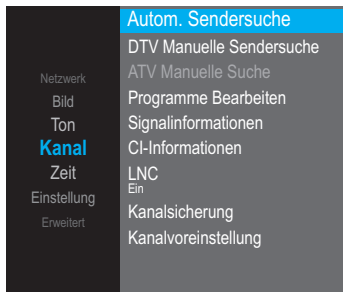 Netzwerk
Bild
Ton
Kanal
Zeit
Einstellung
Erweitert
Autom. Sendersuche
DTV Manuelle Sendersuche
ATV Manuelle Suche
Programme Bearbeiten
Signalinformationen
CI-Informationen
LNC
Ein
Kanalsicherung
Kanalvoreinstellung